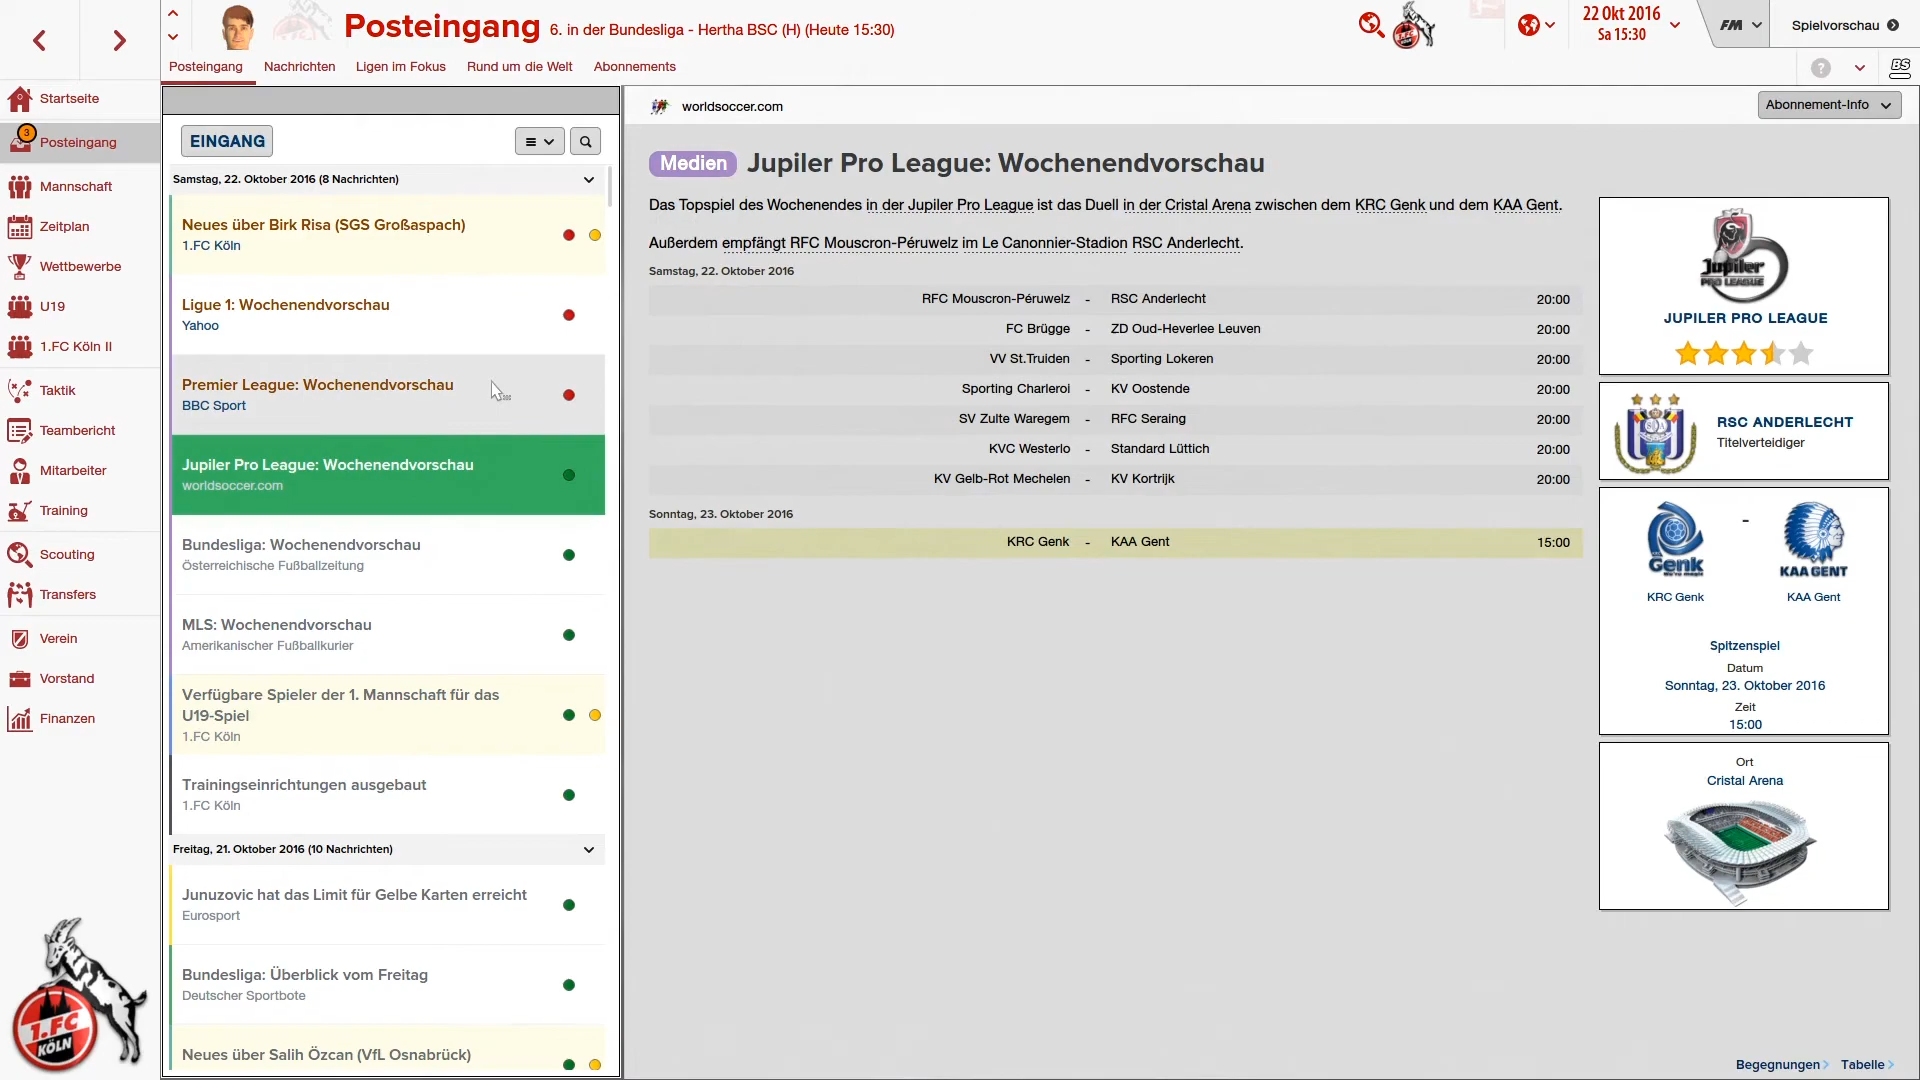 Posteingang
6. in der Bundesliga - Hertha BSC (H) (Heute 15:30)
22 Okt 2016
Sa 15:30
FM
Spielvorschau
Posteingang
Nachrichten
Ligen im Fokus
Rund um die Welt
Abonnements
?
BS
Startseite
3
Posteingang
Mannschaft
Zeitplan
Wettbewerbe
U19
1.FC Köln II
Taktik
Teambericht
Mitarbeiter
Training
Scouting
Transfers
Verein
Vorstand
Finanzen
1.FC
KÖLN
EINGANG
Samstag, 22. Oktober 2016 (8 Nachrichten)
Neues über Birk Risa (SGS Großaspach)
1.FC Köln
Ligue 1: Wochenendvorschau
Yahoo
Premier League: Wochenendvorschau
BBC Sport
Jupiler Pro League: Wochenendvorschau
worldsoccer.com
Bundesliga: Wochenendvorschau
Österreichische Fußballzeitung
MLS: Wochenendvorschau
Amerikanischer Fußballkurier
Verfügbare Spieler der 1. Mannschaft für das
U19-Spiel
1.FC Köln
Trainingseinrichtungen ausgebaut
1.FC Köln
Freitag, 21. Oktober 2016 (10 Nachrichten)
Junuzovic hat das Limit für Gelbe Karten erreicht
Eurosport
Bundesliga: Überblick vom Freitag
Deutscher Sportbote
Neues über Salih Özcan (VfL Osnabrück)
worldsoccer.com
Abonnement-Info
Medien Jupiler Pro League: Wochenendvorschau
Das Topspiel des Wochenendes in der Jupiler Pro League ist das Duell in der Cristal Arena zwischen dem KRC Genk und dem KAA Gent.
Außerdem empfängt RFC Mouscron-Péruwelz im Le Canonnier-Stadion RSC Anderlecht.
Samstag, 22. Oktober 2016
RFC Mouscron-Péruwelz - RSC Anderlecht 20:00
FC Brügge - ZD Oud-Heverlee Leuven 20:00
VV St.Truiden - Sporting Lokeren 20:00
Sporting Charleroi - KV Oostende 20:00
SV Zulte Waregem - RFC Seraing 20:00
KVC Westerlo - Standard Lüttich 20:00
KV Gelb-Rot Mechelen - KV Kortrijk 20:00
Sonntag, 23. Oktober 2016
KRC Genk - KAA Gent 15:00
Jupiler
PRO LEAGUE
JUPILER PRO LEAGUE
RSC ANDERLECHT
Titelverteidiger
-
Genk
KAA GENT
KRC Genk
KAA Gent
Spitzenspiel
Datum
Sonntag, 23. Oktober 2016
Zeit
15:00
Ort
Cristal Arena
Begegnungen
Tabelle